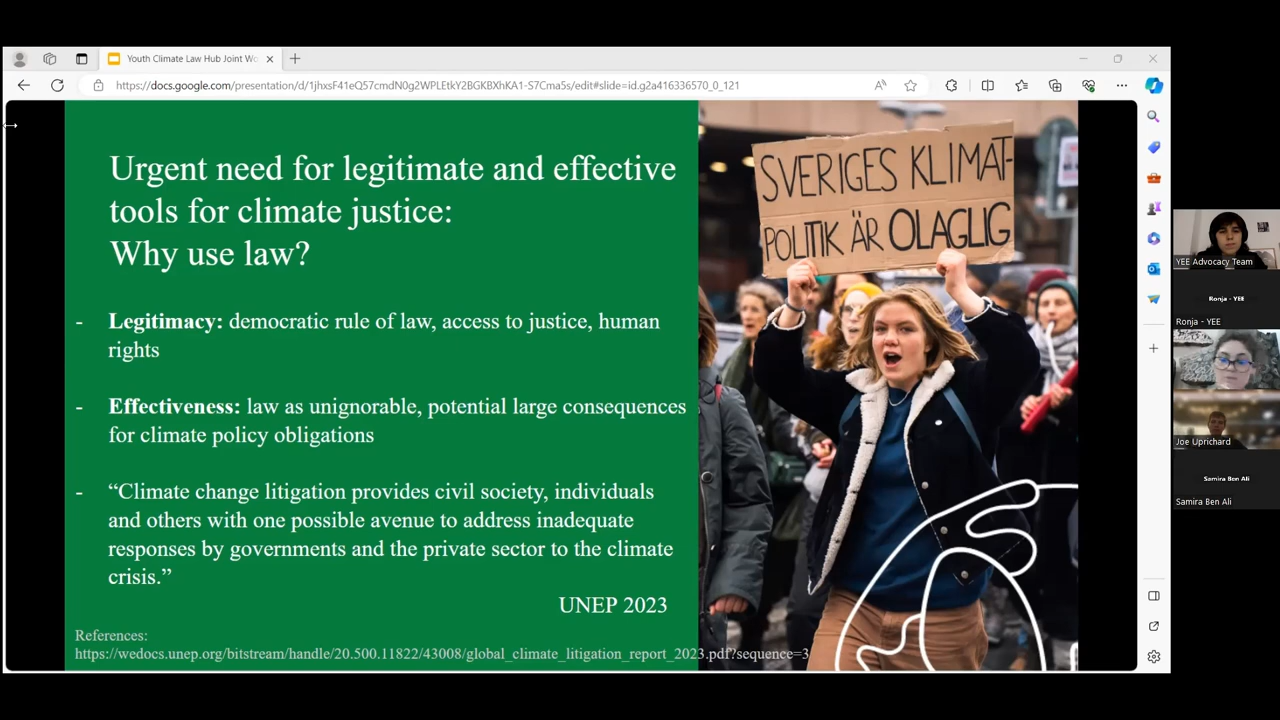 Youth Climate Law Hub Joint Wo
https://docs.google.com/presentation/d/1jhxsF41eQ57cmdN0g2WPLEtkY2BGKBXhKA1-S7Cma5s/edit#slide=id.g2a416336570_0_121
Urgent need for legitimate and effective
tools for climate justice:
Why use law?
- Legitimacy: democratic rule of law, access to justice, human
rights
- Effectiveness: law as unignorable, potential large consequences
for climate policy obligations
- “Climate change litigation provides civil society, individuals
and others with one possible avenue to address inadequate
responses by governments and the private sector to the climate
crisis.”
UNEP 2023
References:
https://wedocs.unep.org/bitstream/handle/20.500.11822/43008/global_climate_litigation_report_2023.pdf?sequence=3
SVERIGES KLIMAT-
POLITIK ÄR OLAGLIG
YEE Advocacy Team
Ronja - YEE
Ronja - YEE
Joe Uprichard
Samira Ben Ali
Samira Ben Ali